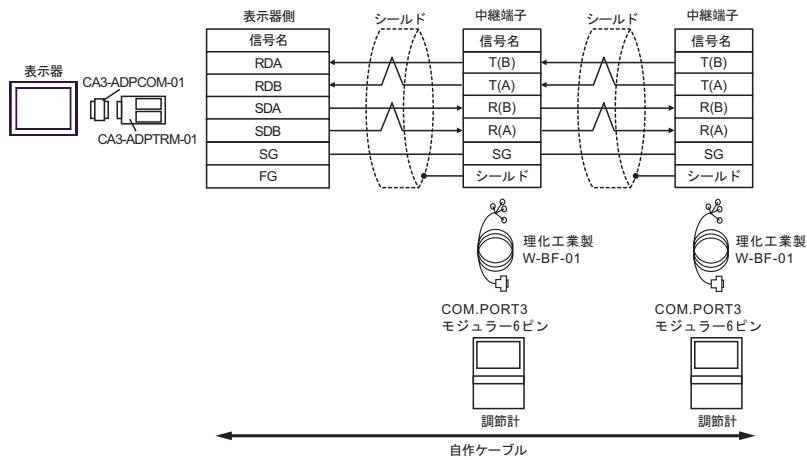 表示器側
シールド
中継端子
シールド
中継端子
信号名
信号名
信号名
表示器
CA3-ADPCOM-01
CA3-ADPTRM-01
RDA
T(B)
T(B)
RDB
T(A)
T(A)
SDA
R(B)
R(B)
SDB
R(A)
R(A)
SG
SG
SG
FG
シールド
シールド
理化工業製
W-BF-01
理化工業製
W-BF-01
COM.PORT3
モジュラー6ピン
COM.PORT3
モジュラー6ピン
調節計
調節計
自作ケーブル